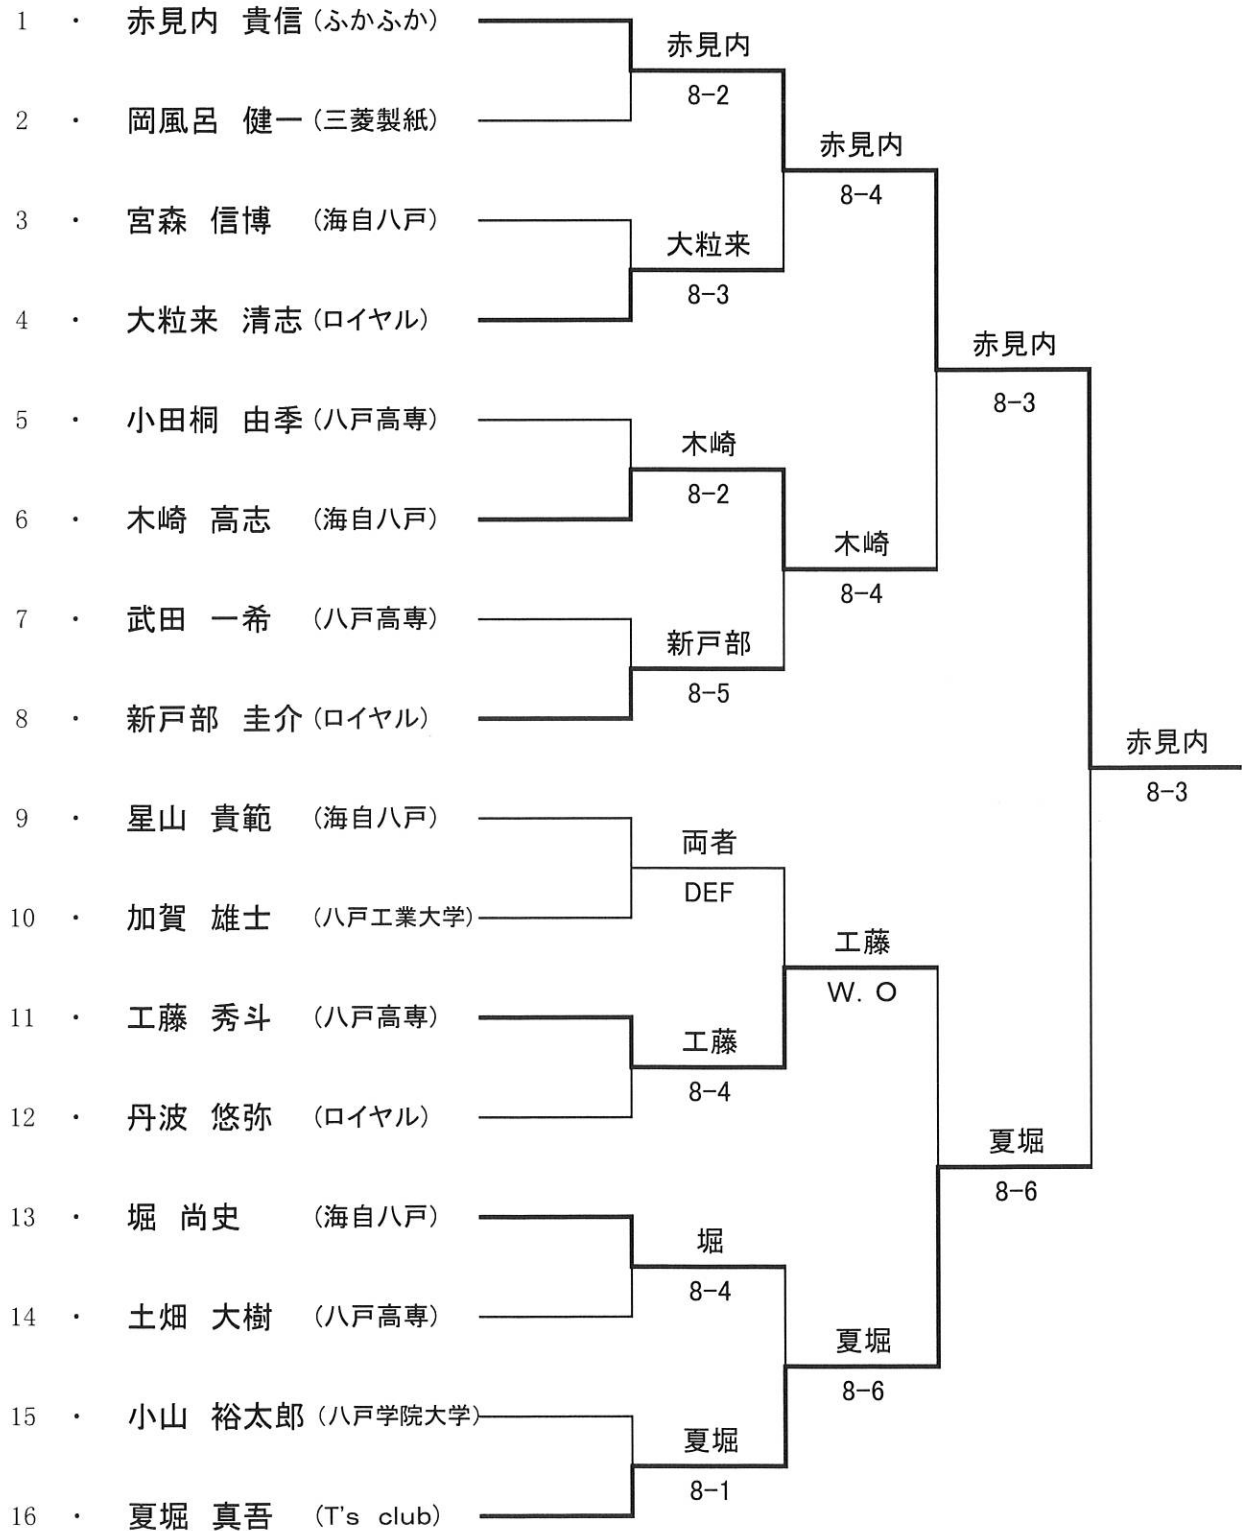 1 ・ 赤見内 貴信 (ふかふか)
赤見内
8-2
2 ・ 岡風呂 健一 (三菱製紙)
赤見内
8-4
3 ・ 宮森 信博 (海自八戸)
大粒来
8-3
4 ・ 大粒来 清志 (ロイヤル)
赤見内
8-3
5 ・ 小田桐 由季 (八戸高専)
木崎
8-2
6 ・ 木崎 高志 (海自八戸)
木崎
8-4
7 ・ 武田 一希 (八戸高専)
新戸部
8-5
8 ・ 新戸部 圭介 (ロイヤル)
赤見内
8-3
9 ・ 星山 貴範 (海自八戸)
両者
DEF
10 ・ 加賀 雄士 (八戸工業大学)
工藤
W. O
11 ・ 工藤 秀斗 (八戸高専)
工藤
8-4
12 ・ 丹波 悠弥 (ロイヤル)
夏堀
8-6
13 ・ 堀 尚史 (海自八戸)
堀
8-4
14 ・ 土畑 大樹 (八戸高専)
夏堀
8-6
15 ・ 小山 裕太郎 (八戸学院大学)
夏堀
8-1
16 ・ 夏堀 真吾 (T's club)